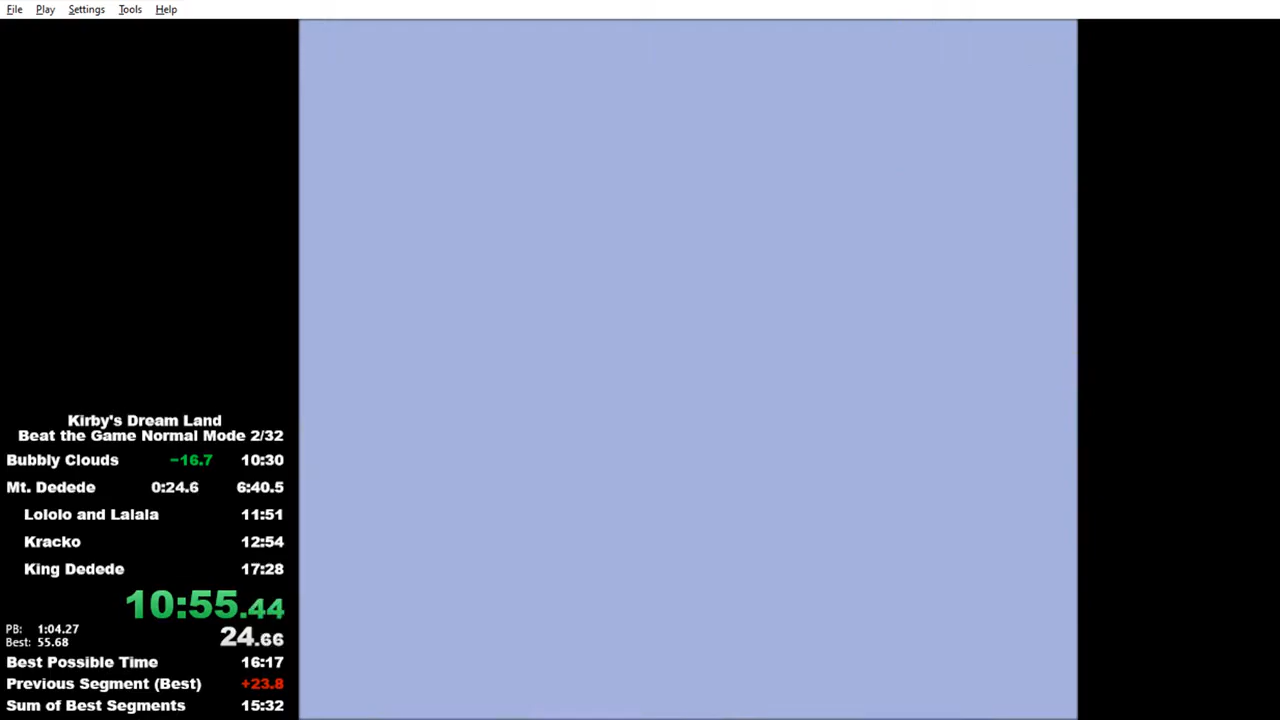 File Play Settings Tools Help
Kirby's Dream Land
Beat the Game Normal Mode 2/32
Bubbly Clouds −16.7 10:30
Mt. Dedede 0:24.6 6:40.5
Lololo and Lalala 11:51
Kracko 12:54
King Dedede 17:28
10:55.44
PB: 1:04.27
Best: 55.68
24.66
Best Possible Time 16:17
Previous Segment (Best) +23.8
Sum of Best Segments 15:32